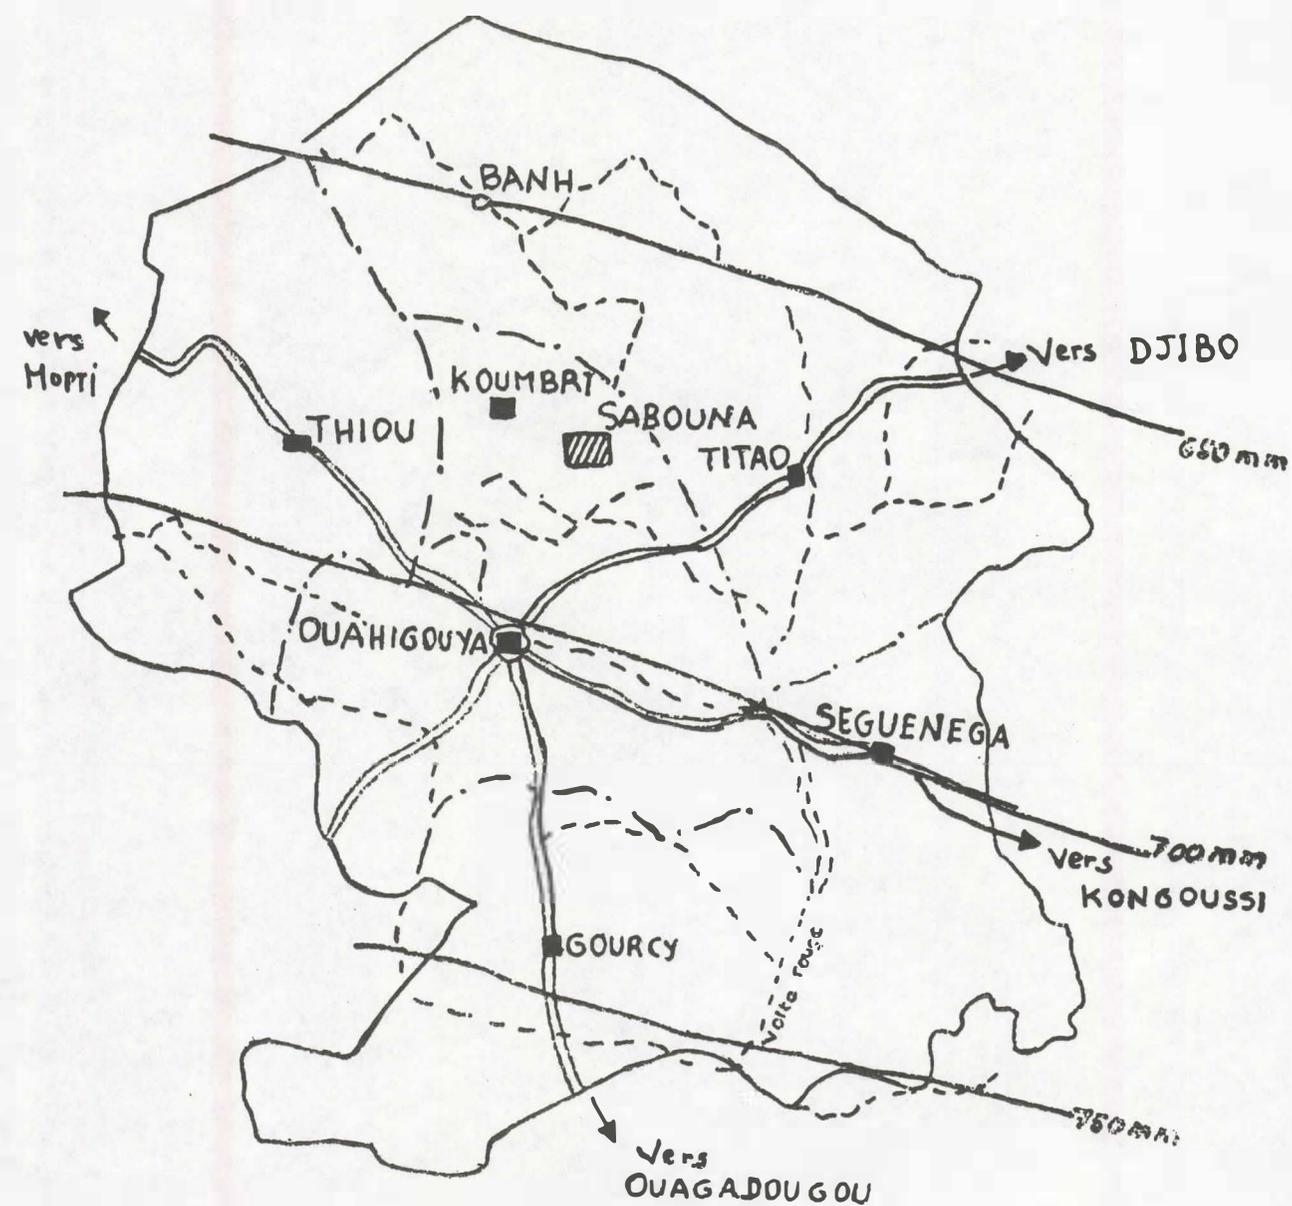 BANH
vers
MOPTI
Vers DJIBO
KOUMBRI
SABOUNA
THIOU
TITAO
650 mm
OUAHIGOUYA
SEGUENEGA
700 mm
vers
KONGOUSSI
GOURCY
Volta rouge
750 mm
Vers
OUAGADOUGOU